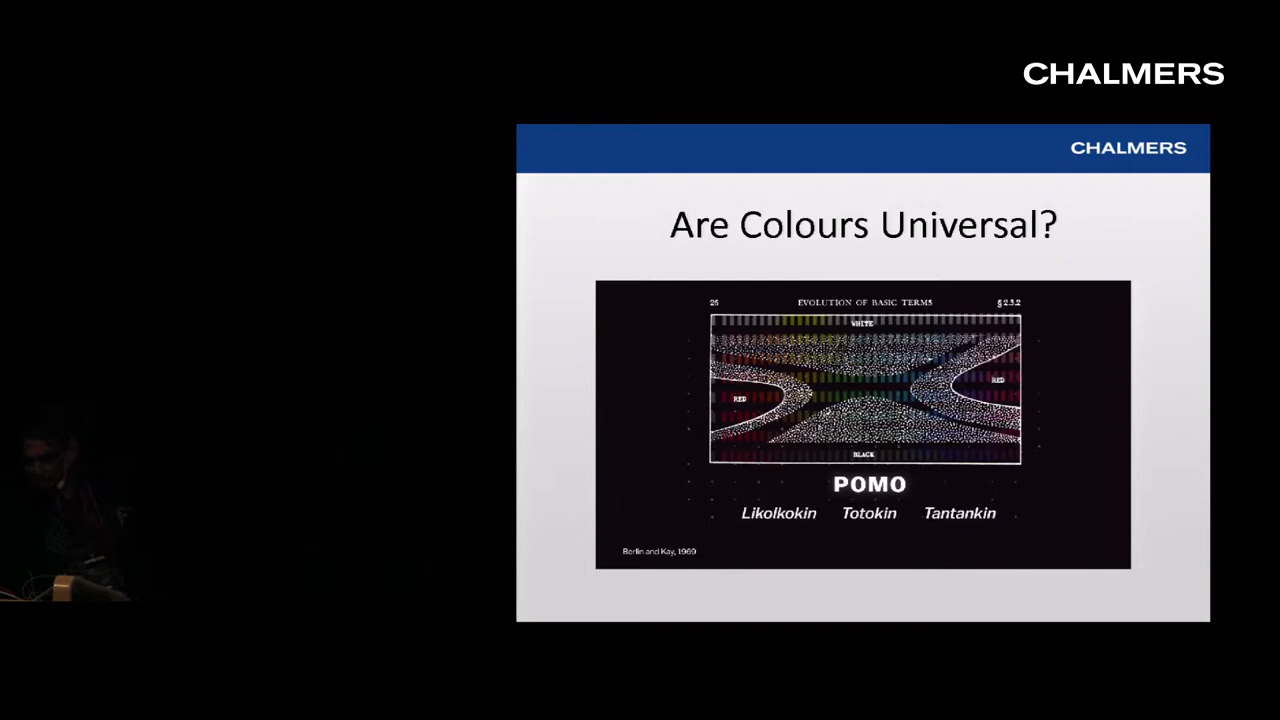 CHALMERS
CHALMERS
Are Colours Universal?
26 EVOLUTION OF BASIC TERMS §2.3.2
WHITE
RED
RED
BLACK
POMO
Likolkokin Totokin Tantankin
Berlin and Kay, 1969